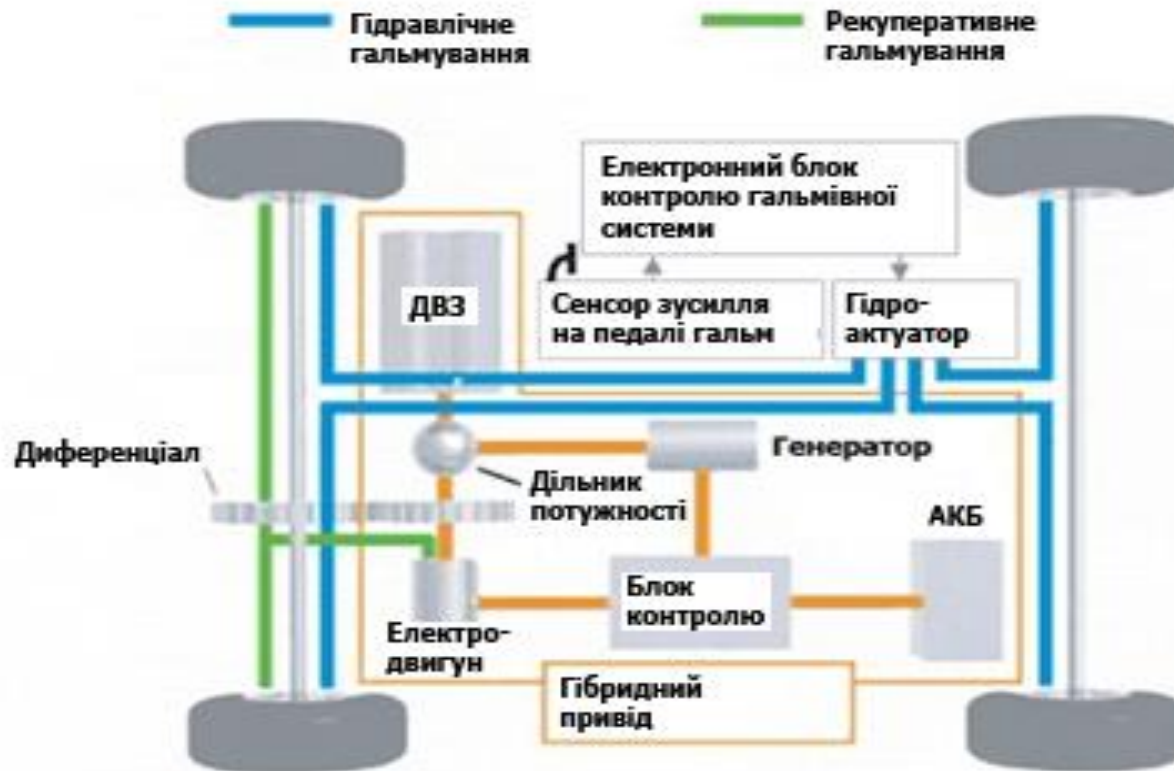 Гідравлічне
гальмування
Рекуперативне
гальмування
Електронний блок
контролю гальмівної
системи
ДВЗ
Сенсор зусилля
на педалі гальм
Гідро-
актуатор
Диференціал
Генератор
Дільник
потужності
АКБ
Блок
контролю
Електро-
двигун
Гібридний
привід